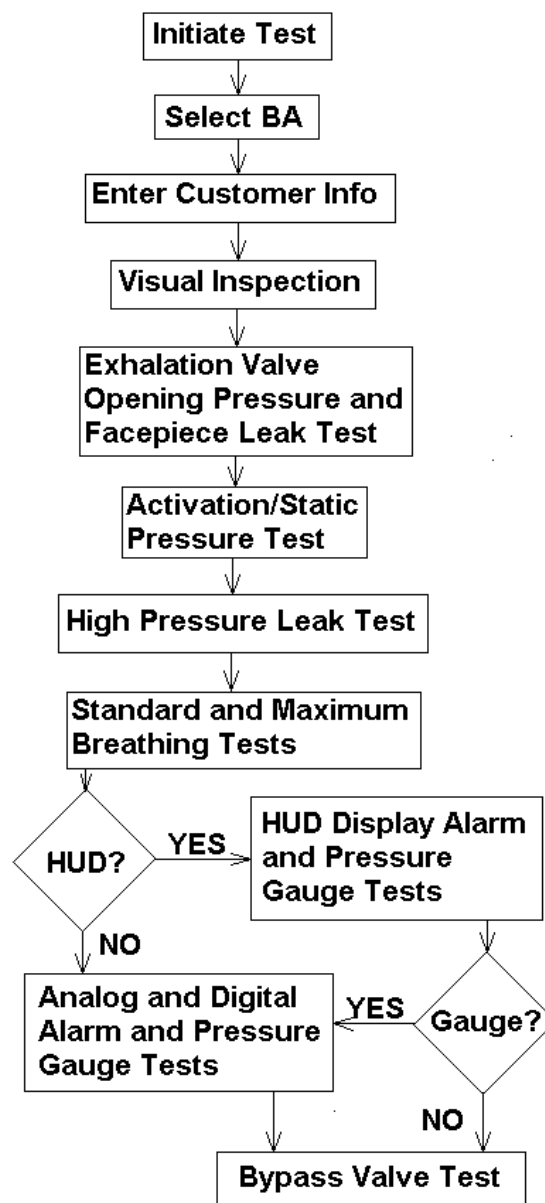 Initiate Test
Select BA
Enter Customer Info
Visual Inspection
Exhalation Valve
Opening Pressure and
Facepiece Leak Test
Activation/Static
Pressure Test
High Pressure Leak Test
Standard and Maximum
Breathing Tests
HUD?
YES
HUD Display Alarm
and Pressure
Gauge Tests
NO
Analog and Digital
Alarm and Pressure
Gauge Tests
YES
Gauge?
NO
Bypass Valve Test